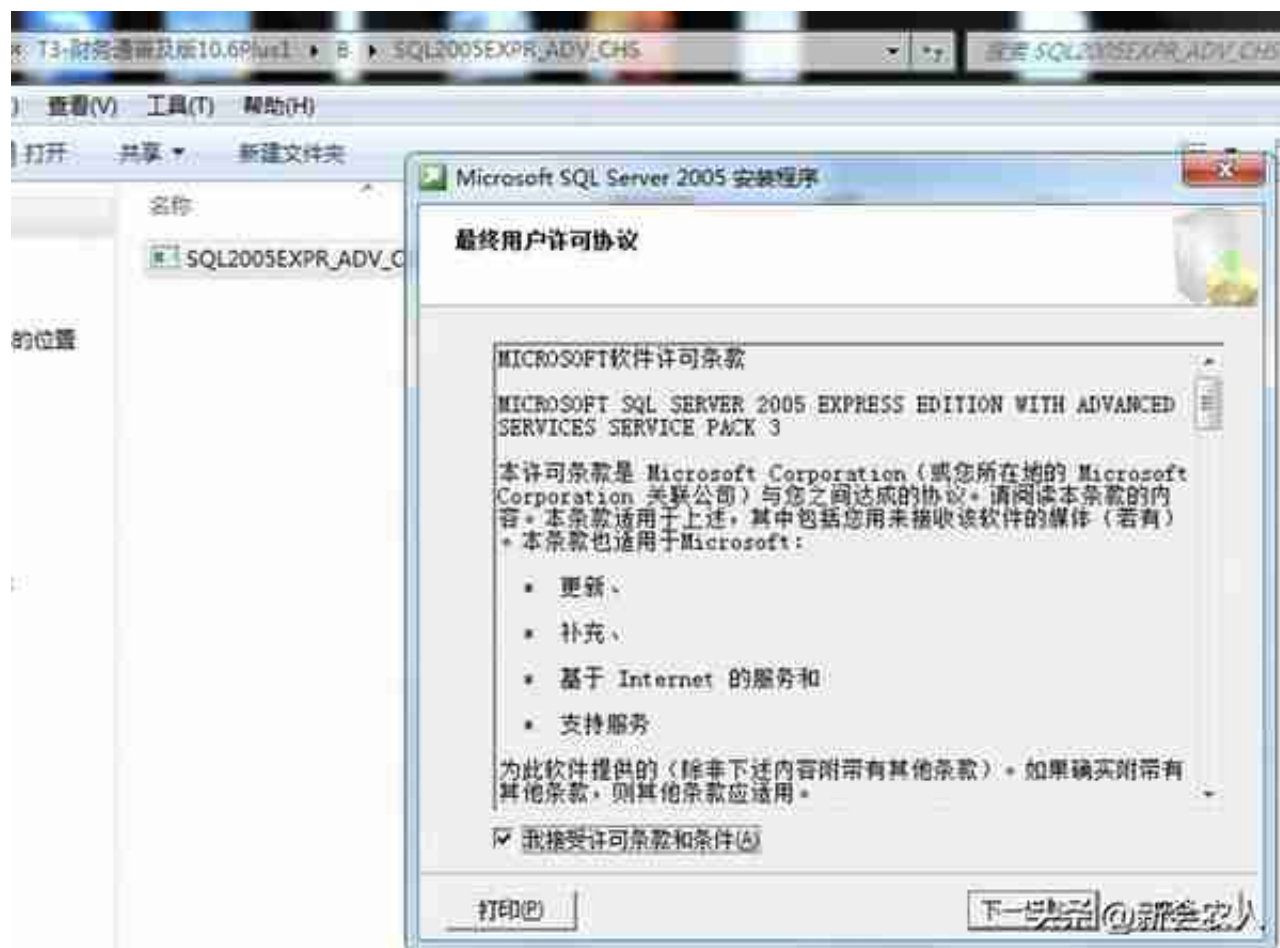 T3-财务通普及版10.6Plus1 ▸ B ▸ SQL2005EXPR_ADV_CHS
搜索 SQL2005EXPR_ADV_CHS
查看(V) 工具(T) 帮助(H)
打开 共享 新建文件夹
Microsoft SQL Server 2005 安装程序
名称
最终用户许可协议
SQL2005EXPR_ADV_C
的位置
MICROSOFT软件许可条款
MICROSOFT SQL SERVER 2005 EXPRESS EDITION WITH ADVANCED
SERVICES SERVICE PACK 3
本许可条款是 Microsoft Corporation（或您所在地的 Microsoft
Corporation 关联公司）与您之间达成的协议。请阅读本条款的内
容。本条款适用于上述，其中包括您用来接收该软件的媒体（若有）
。本条款也适用于Microsoft：
* 更新、
* 补充、
* 基于 Internet 的服务和
* 支持服务
为此软件提供的（除非下述内容附带有其他条款）。如果确实附带有
其他条款，则其他条款应适用。
我接受许可条款和条件(A)
打印(P)
下一
头条@新会农人